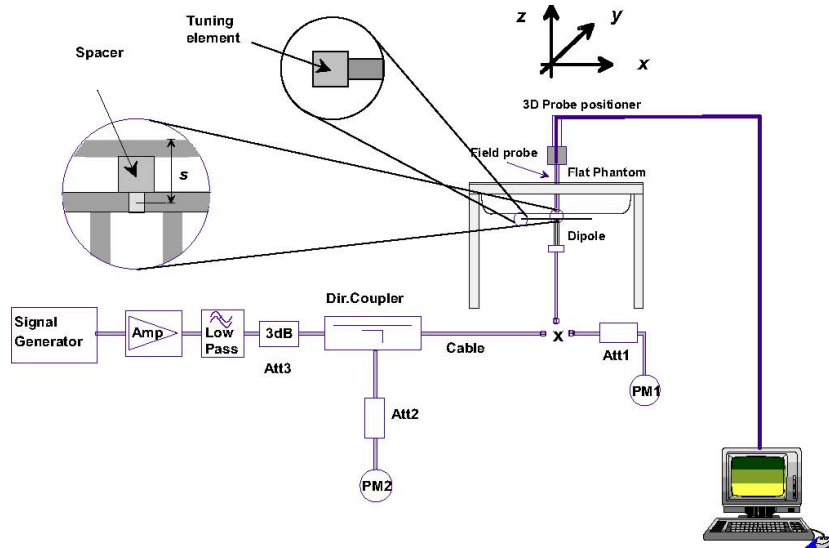 Tuning
element
Spacer
s
z
y
x
3D Probe positioner
Field probe
Flat Phantom
Dipole
Signal
Generator
Amp
Low
Pass
3dB
Att3
Dir.Coupler
Cable
x
Att1
PM1
Att2
PM2